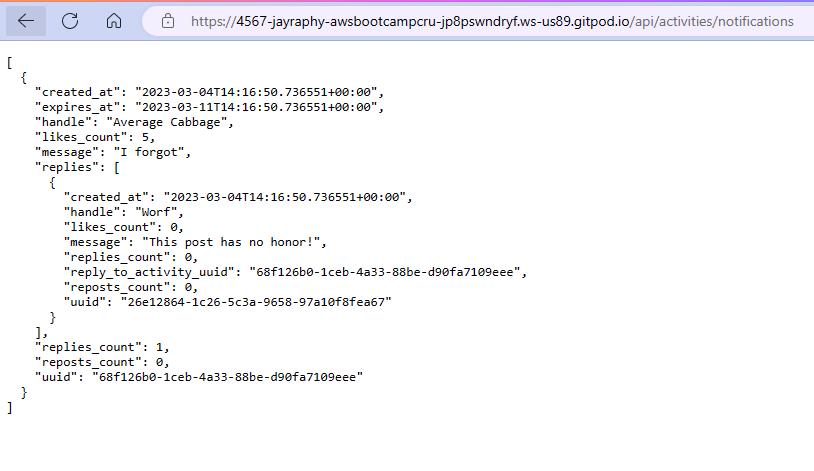 https://4567-jayraphy-awsbootcampcru-jp8pswndryf.ws-us89.gitpod.io/api/activities/notifications
[
  {
    "created_at": "2023-03-04T14:16:50.736551+00:00",
    "expires_at": "2023-03-11T14:16:50.736551+00:00",
    "handle": "Average Cabbage",
    "likes_count": 5,
    "message": "I forgot",
    "replies": [
      {
        "created_at": "2023-03-04T14:16:50.736551+00:00",
        "handle": "Worf",
        "likes_count": 0,
        "message": "This post has no honor!",
        "replies_count": 0,
        "reply_to_activity_uuid": "68f126b0-1ceb-4a33-88be-d90fa7109eee",
        "reposts_count": 0,
        "uuid": "26e12864-1c26-5c3a-9658-97a10f8fea67"
      }
    ],
    "replies_count": 1,
    "reposts_count": 0,
    "uuid": "68f126b0-1ceb-4a33-88be-d90fa7109eee"
  }
]